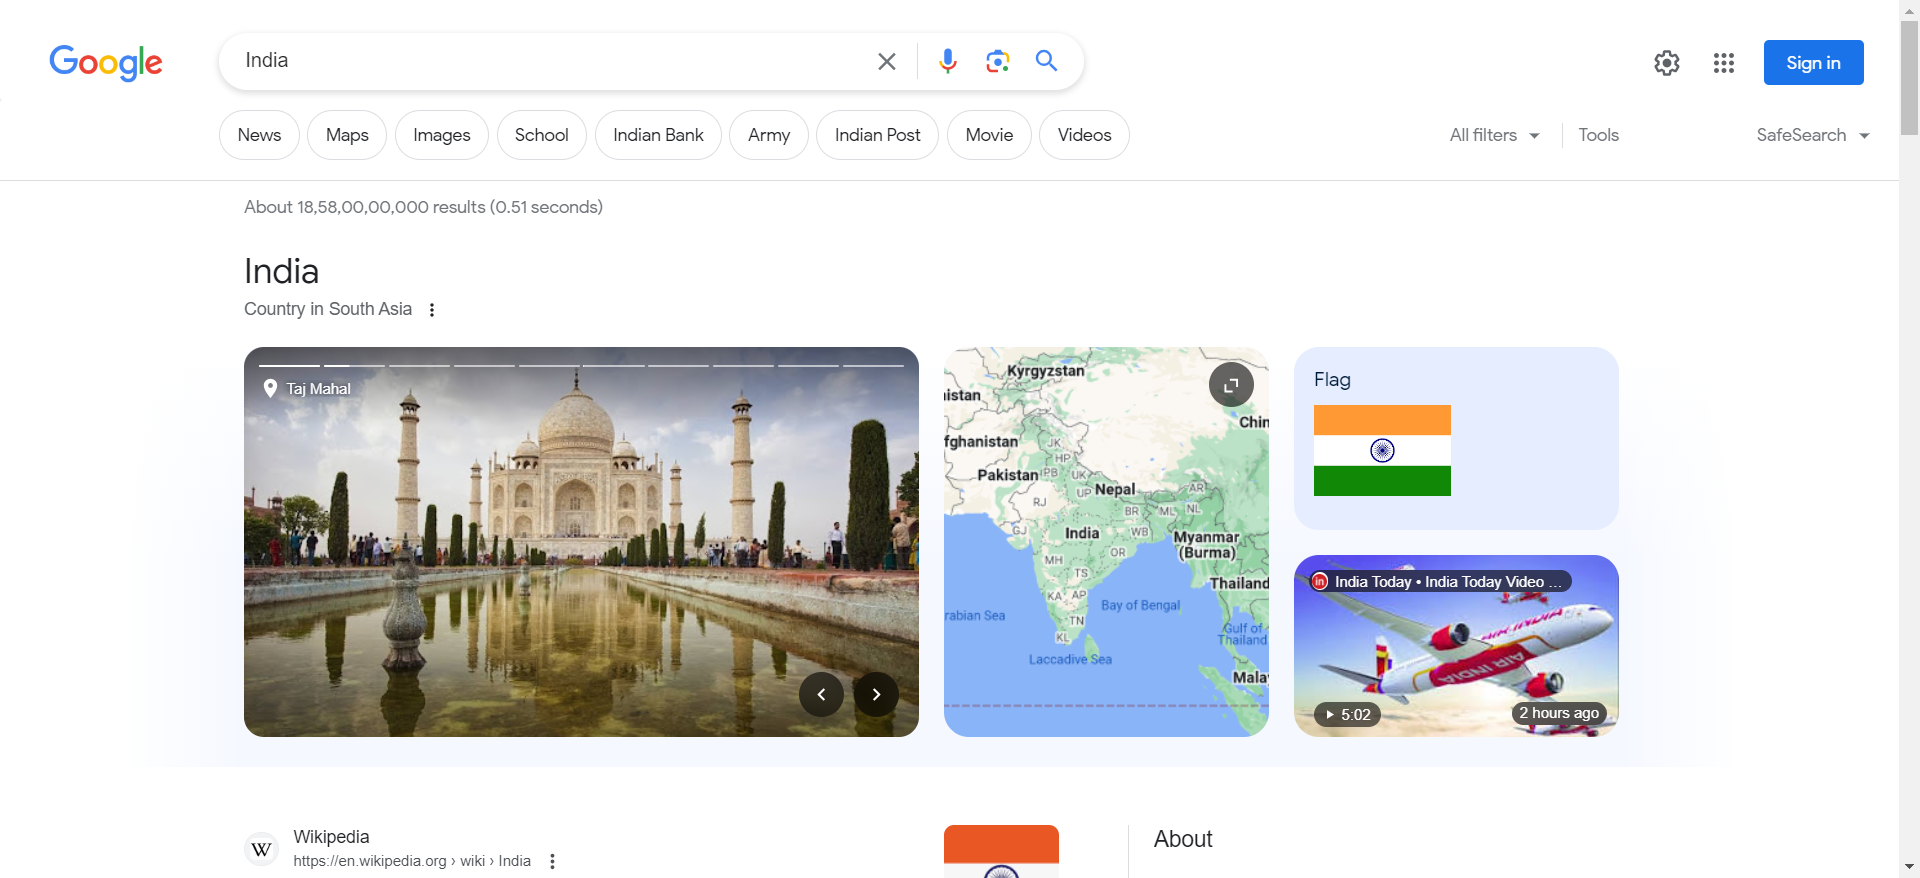 Google
India
Sign in
News
Maps
Images
School
Indian Bank
Army
Indian Post
Movie
Videos
All filters
Tools
SafeSearch
About 18,58,00,00,000 results (0.51 seconds)
India
Country in South Asia
Taj Mahal
Kyrgyzstan
istan
Chin
fghanistan
JK
HP
Pakistan
PB
UK
Nepal
UP
AR
RJ
BR
ML
NL
GJ
India
WB
Myanmar
(Burma)
OR
MH
TS
Thailand
KA
AP
Bay of Bengal
rabian Sea
TN
KL
Gulf of
Thailand
Laccadive Sea
Malay
Flag
in
India Today • India Today Video ...
AIR INDIA
AIR INDIA
5:02
2 hours ago
W
Wikipedia
https://en.wikipedia.org › wiki › India
About